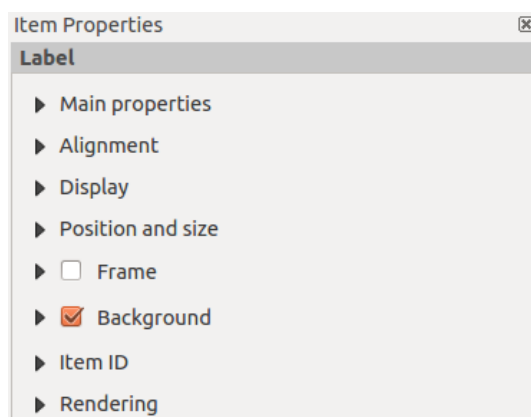 Item Properties
Label
Main properties
Alignment
Display
Position and size
Frame
Background
Item ID
Rendering